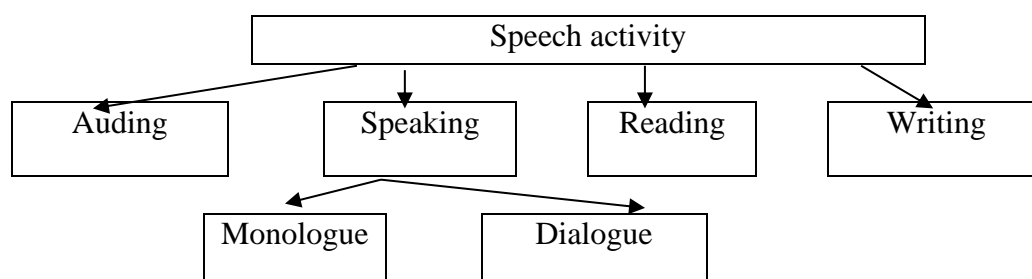 Speech activity
Auding
Speaking
Reading
Writing
Monologue
Dialogue